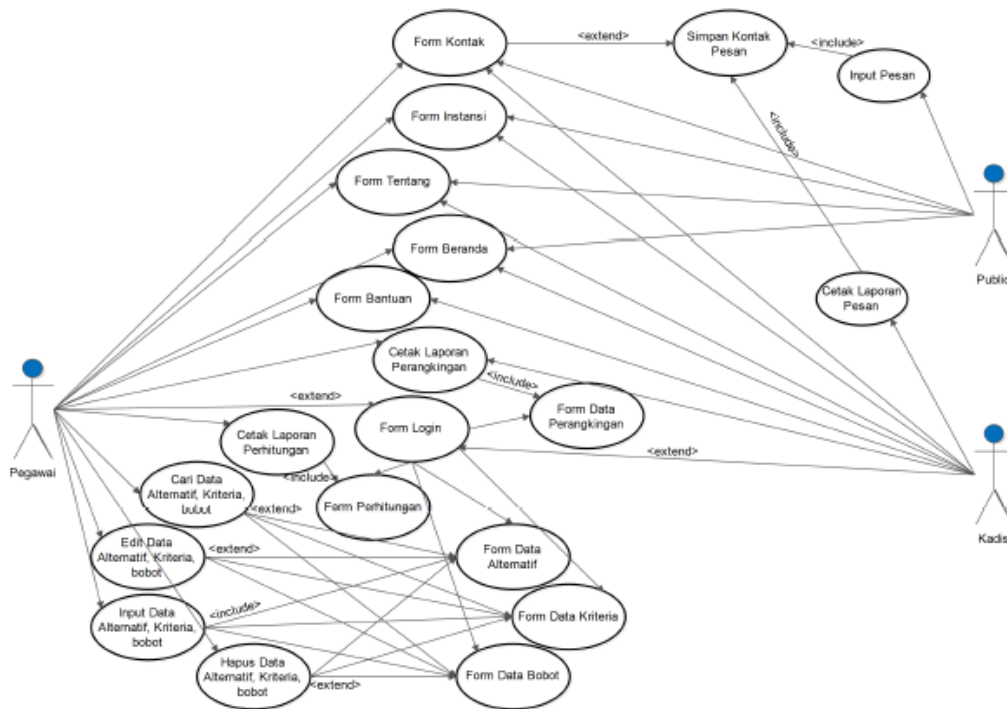 Form Kontak
<extend>
Simpan Kontak
Pesan
<include>
Input Pesan
Form Instansi
<include>
Form Tentang
Public
Form Beranda
Form Bantuan
Cetak Laporan
Pesan
Cetak Laporan
Perangkingan
<include>
Form Data
Perangkingan
<extend>
Form Login
Cetak Laporan
Perhitungan
<extend>
Pegawai
Kadis
<include>
Cari Data
Alternatif, Kriteria,
<extend>
Form Perhitungan
Edit Data
Alternatif, Kriteria,
bobot
<extend>
Form Data
Alternatif
Input Data
Alternatif, Kriteria,
bobot
<include>
Form Data Kriteria
Hapus Data
Alternatif, Kriteria,
bobot
<extend>
Form Data Bobot